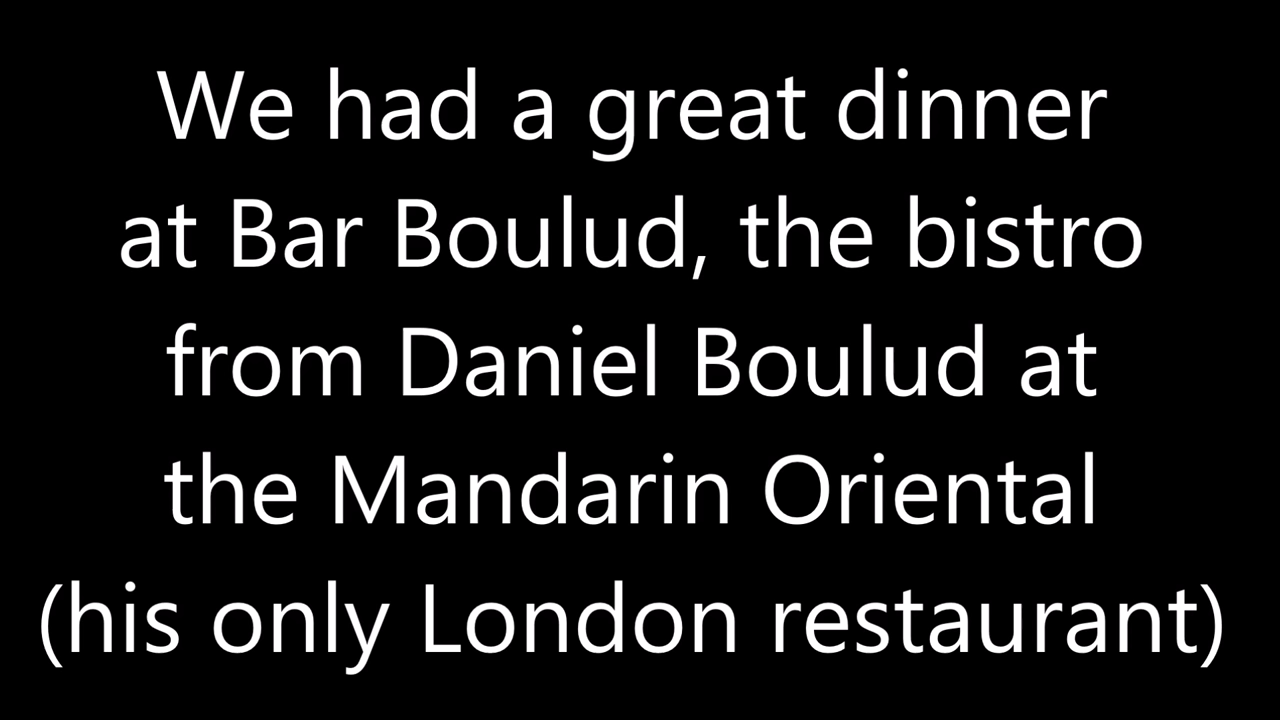 We had a great dinner
at Bar Boulud, the bistro
from Daniel Boulud at
the Mandarin Oriental
(his only London restaurant)